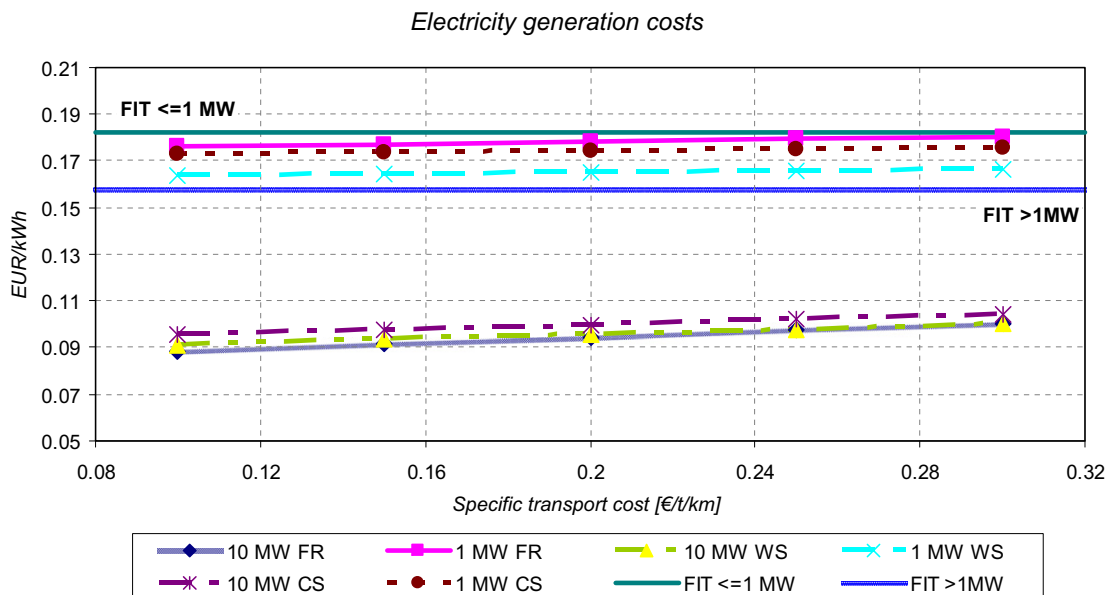 Electricity generation costs
0.21
0.19
0.17
0.15
0.13
0.11
0.09
0.07
0.05
EUR/kWh
FIT <=1 MW
FIT >1MW
0.08 0.12 0.16 0.2 0.24 0.28 0.32
Specific transport cost [€/t/km]
10 MW FR 1 MW FR 10 MW WS 1 MW WS
10 MW CS 1 MW CS FIT <=1 MW FIT >1MW